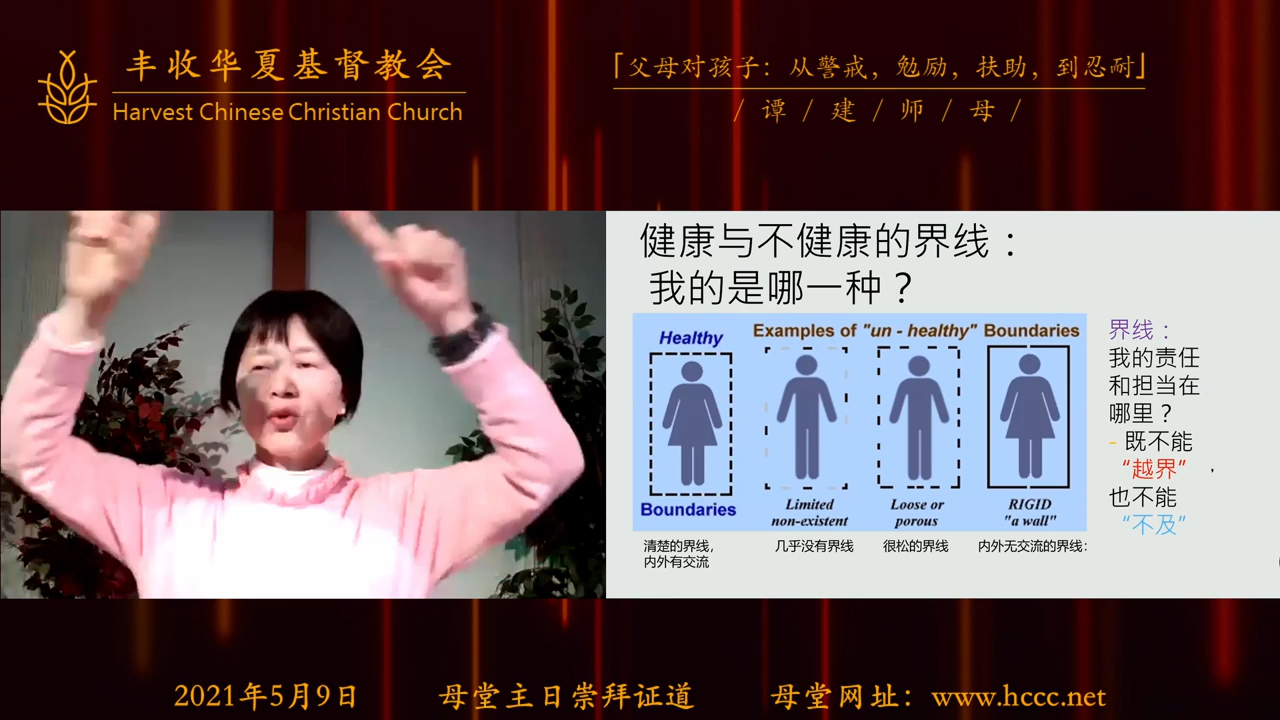 丰收华夏基督教会
Harvest Chinese Christian Church
「父母对孩子：从警戒，勉励，扶助，到忍耐」
/ 谭 / 建 / 师 / 母 /
健康与不健康的界线：
我的是哪一种？
Healthy
Boundaries
Examples of "un - healthy" Boundaries
Limited
non-existent
Loose or
porous
RIGID
"a wall"
清楚的界线，
内外有交流
几乎没有界线
很松的界线
内外无交流的界线：
界线：
我的责任
和担当在
哪里？
- 既不能
“越界”，
也不能
“不及”
2021年5月9日
母堂主日崇拜证道
母堂网址：www.hccc.net